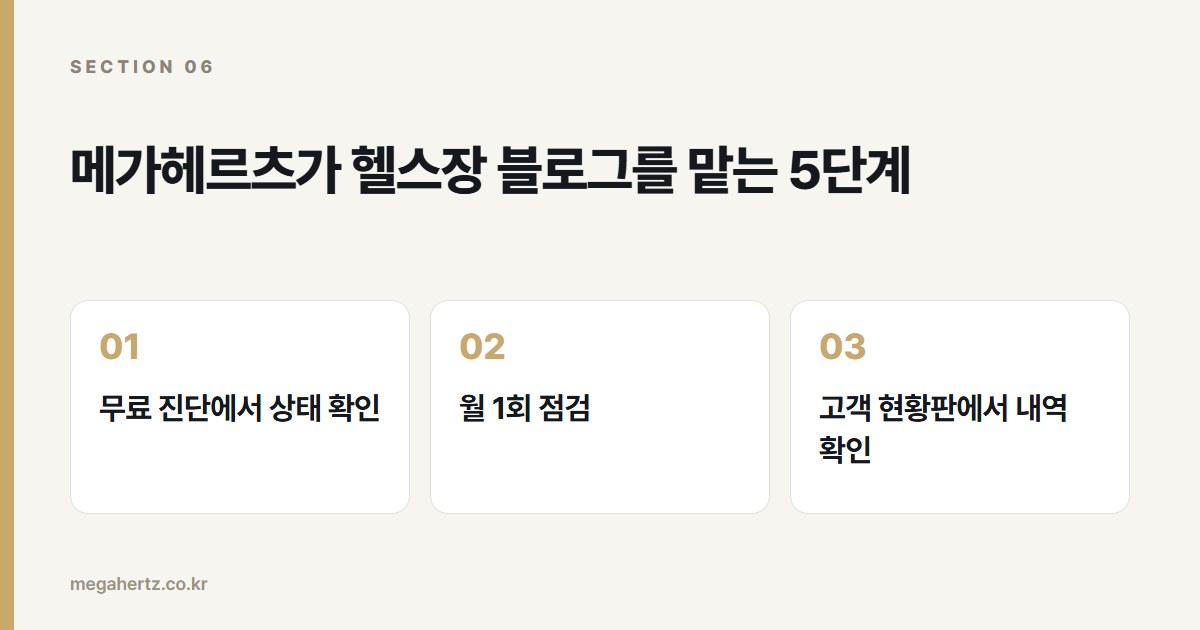 SECTION 06
메가헤르츠가 헬스장 블로그를 맡는 5단계
01
무료 진단에서 상태 확인
02
월 1회 점검
03
고객 현황판에서 내역
확인
megahertz.co.kr